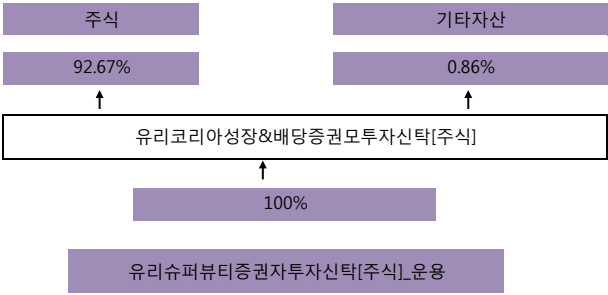 주식 기타자산
92.67% 0.86%
유리코리아성장&배당증권모투자신탁[주식]
100%
유리슈퍼뷰티증권자투자신탁[주식]_운용